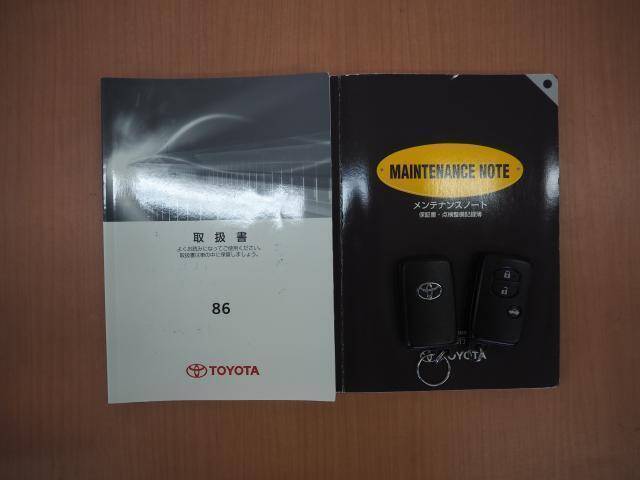 取扱書
よくお読みになってご使用ください。
取扱書は車の中に保管しましょう。
86
TOYOTA
MAINTENANCE NOTE
メンテナンスノート
保証書・点検整備記録簿
TOYOTA